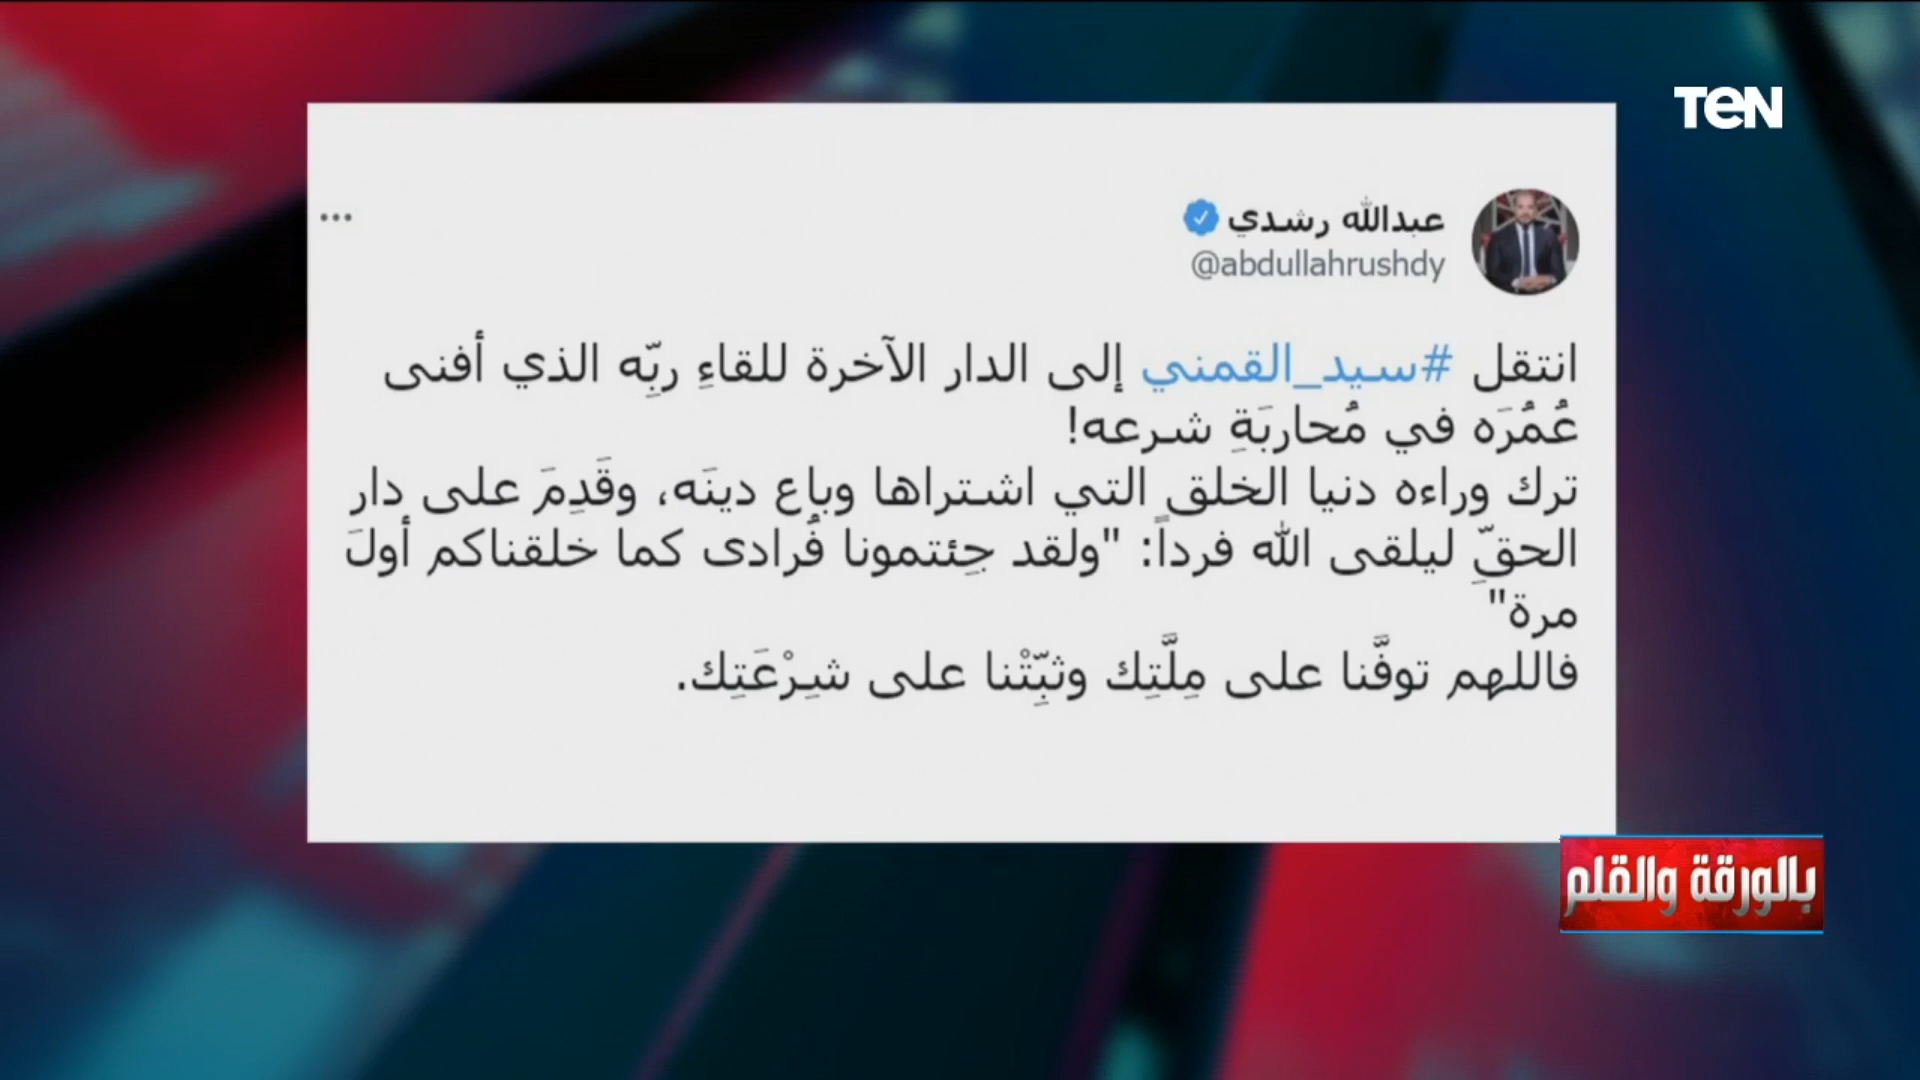 TEN
عبدالله رشدي
@abdullahrushdy
انتقل #سيد_القمني إلى الدار الآخرة للقاءِ ربِّه الذي أفنى
عُمُرَه في مُحاربَةِ شرعه!
ترك وراءه دنيا الخلق التي اشتراها وباع دينَه، وقَدِمَ على دار
الحقِّ ليلقى الله فرداً: "ولقد جِئتمونا فُرادى كما خلقناكم أولَ
مرة"
فاللهم توفَّنا على مِلَّتِك وثبِّتْنا على شِرْعَتِك.
بالورقة والقلم